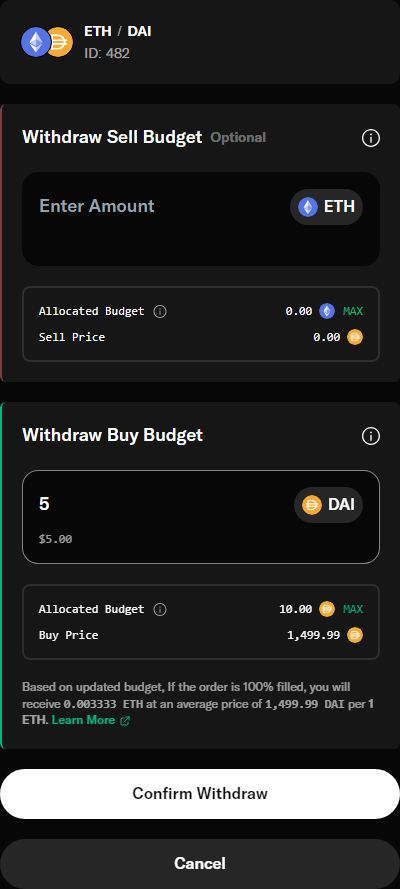 ETH / DAI
ID: 482
Withdraw Sell Budget Optional
Enter Amount ETH
Allocated Budget 0.00 MAX
Sell Price 0.00
Withdraw Buy Budget
5 DAI
$5.00
Allocated Budget 10.00 MAX
Buy Price 1,499.99
Based on updated budget, If the order is 100% filled, you will
receive 0.003333 ETH at an average price of 1,499.99 DAI per 1
ETH. Learn More
Confirm Withdraw
Cancel